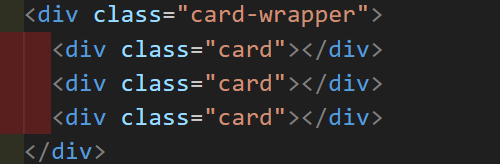 <div class="card-wrapper">
<div class="card"></div>
<div class="card"></div>
<div class="card"></div>
</div>